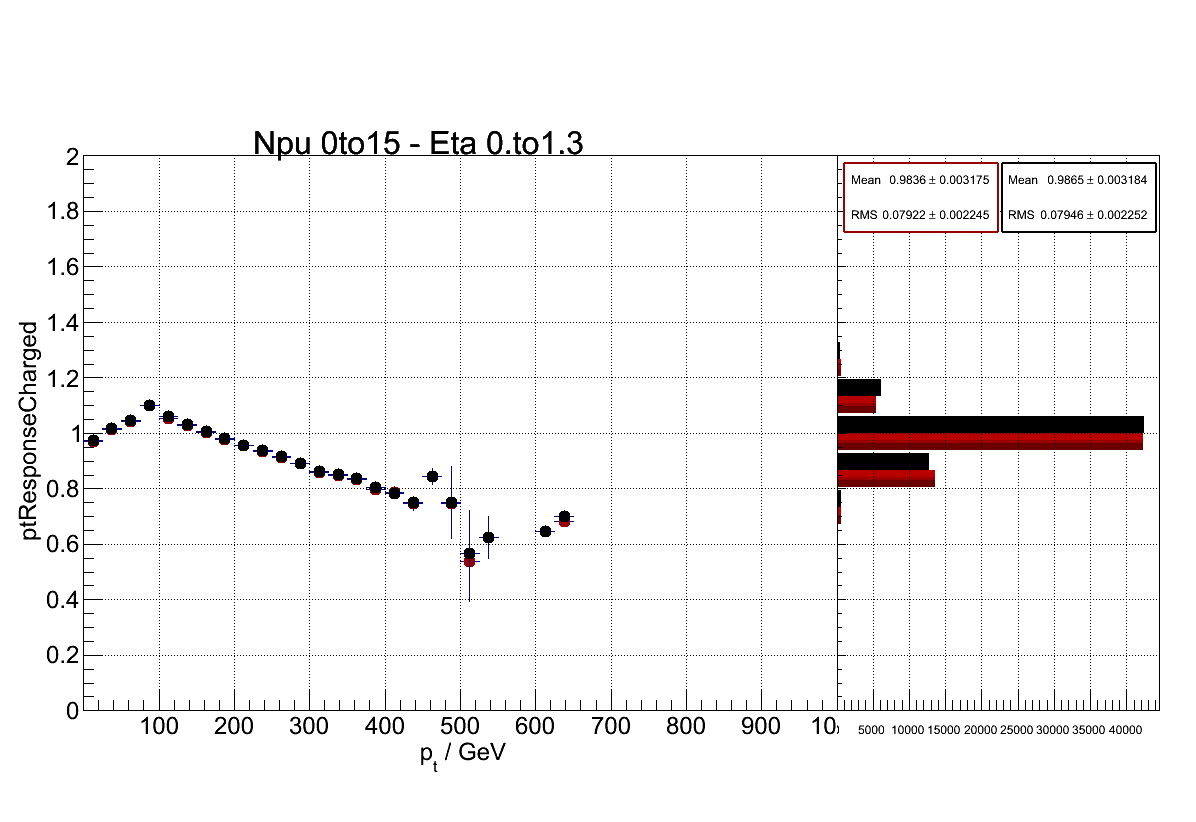 Npu 0to15 - Eta 0.to1.3
Mean 0.9836 ± 0.003175
RMS 0.07922 ± 0.002245
Mean 0.9865 ± 0.003184
RMS 0.07946 ± 0.002252
ptResponseCharged
2
1.8
1.6
1.4
1.2
1
0.8
0.6
0.4
0.2
0
100 200 300 400 500 600 700 800 900
5000 10000 15000 20000 25000 30000 35000 40000
pt / GeV